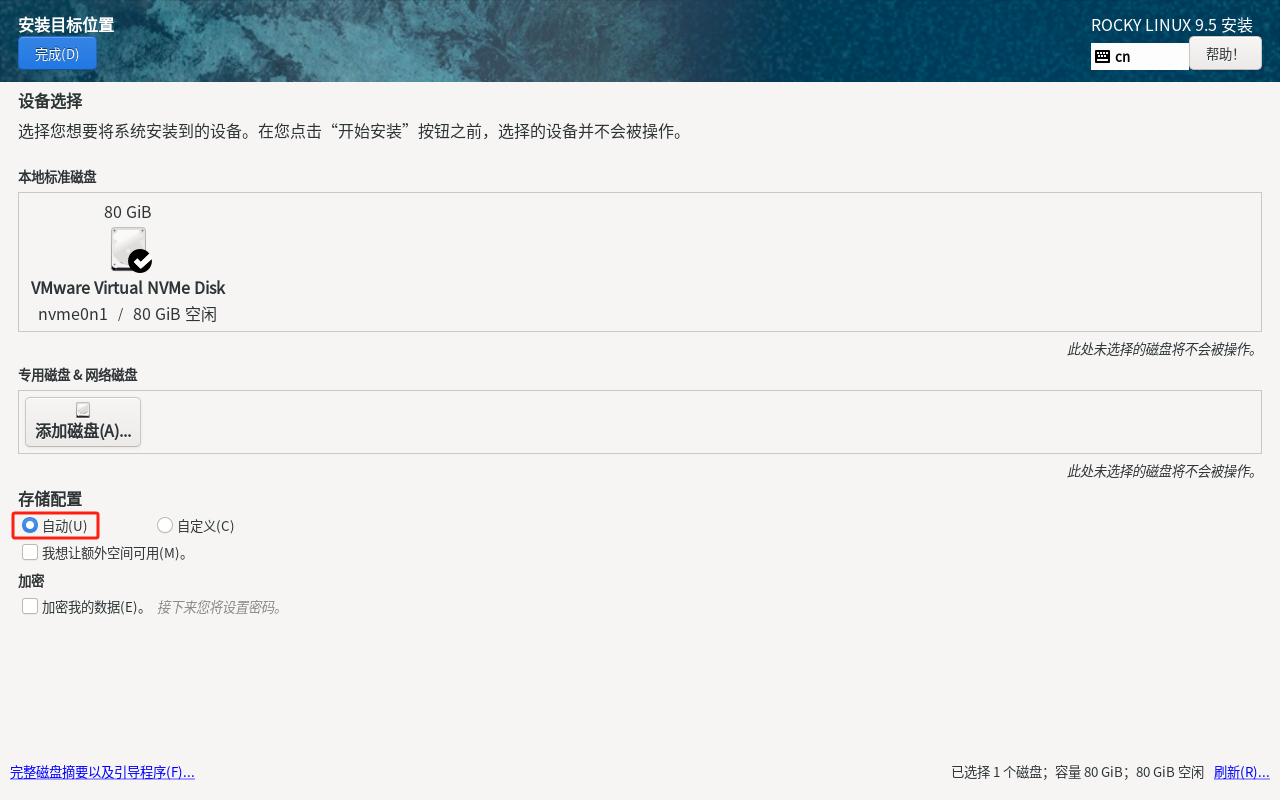 安装目标位置
ROCKY LINUX 9.5 安装
完成(D)
cn
帮助！
设备选择
选择您想要将系统安装到的设备。在您点击“开始安装”按钮之前，选择的设备并不会被操作。
本地标准磁盘
80 GiB
VMware Virtual NVMe Disk
nvme0n1 / 80 GiB 空闲
此处未选择的磁盘将不会被操作。
专用磁盘 & 网络磁盘
添加磁盘(A)...
此处未选择的磁盘将不会被操作。
存储配置
自动(U) 自定义(C)
我想让额外空间可用(M)。
加密
加密我的数据(E)。 接下来您将设置密码。
完整磁盘摘要以及引导程序(F)...
已选择 1 个磁盘；容量 80 GiB；80 GiB 空闲 刷新(R)...